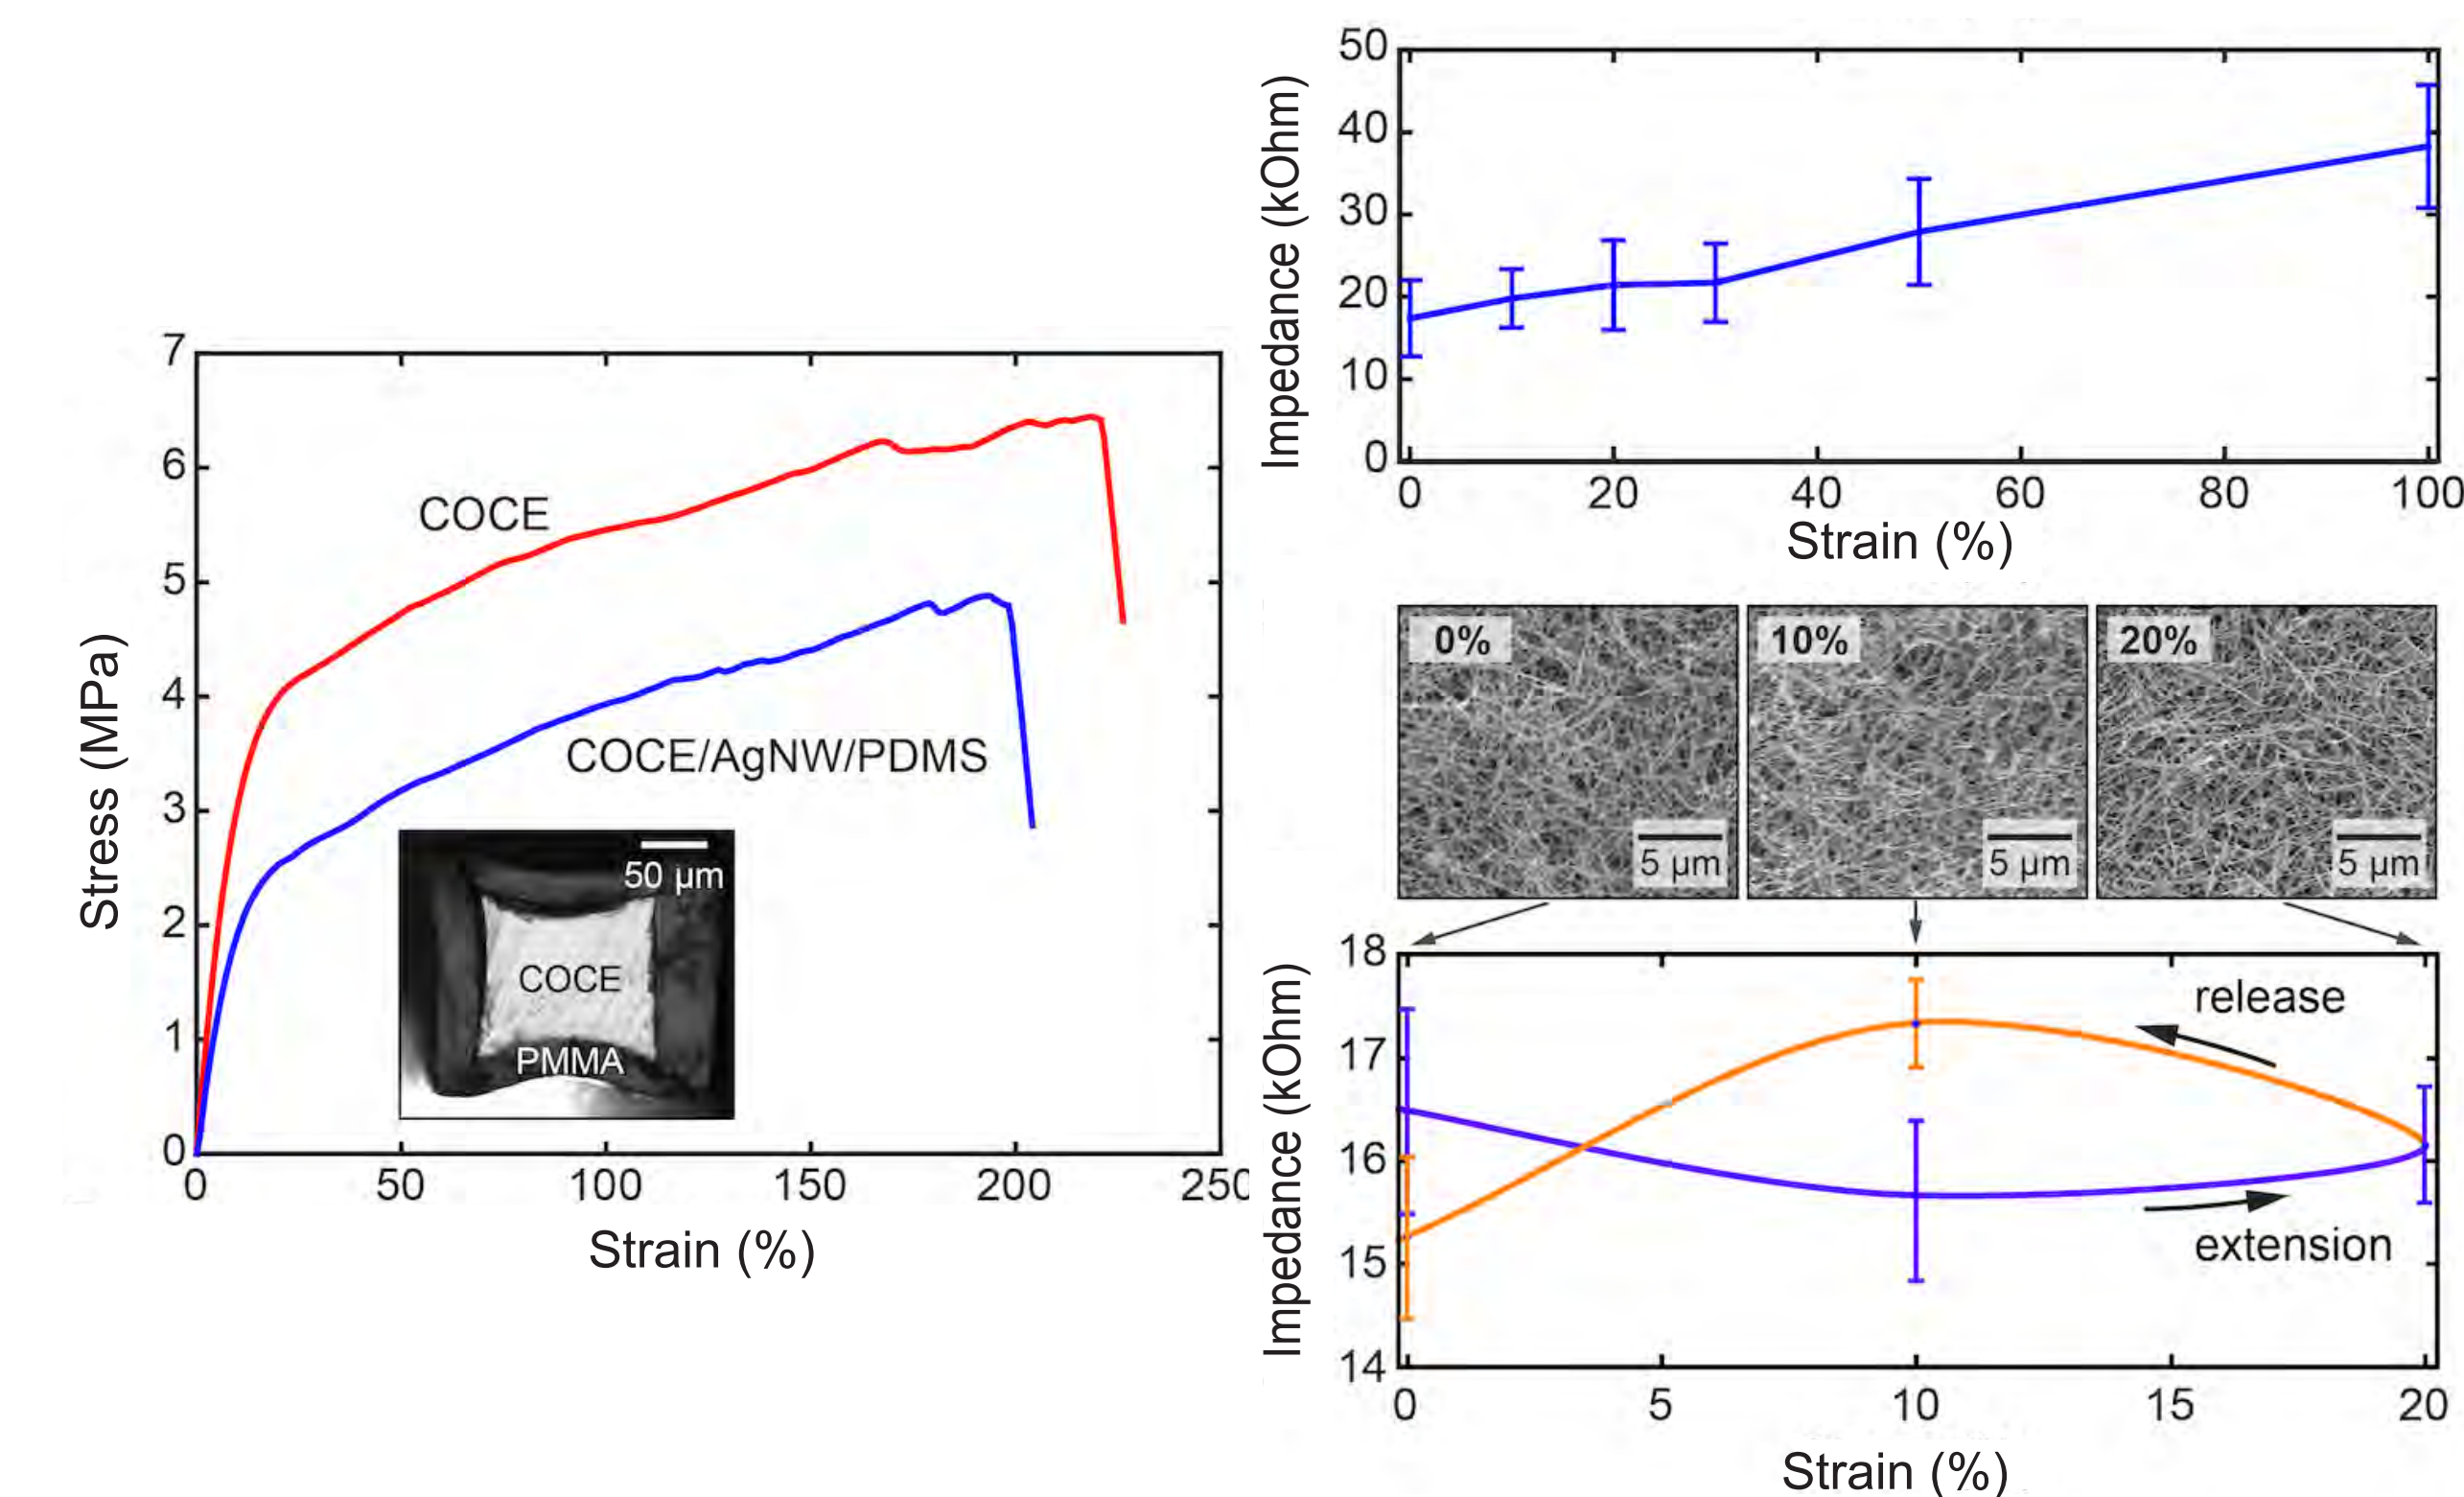 7
6
5
4
3
2
1
0
Stress (MPa)
COCE
COCE/AgNW/PDMS
50 µm
COCE
PMMA
0 50 100 150 200 250
Strain (%)
50
40
30
20
10
0
Impedance (kOhm)
0 20 40 60 80 100
Strain (%)
0% 10% 20%
5 µm 5 µm 5 µm
18
17
16
15
14
Impedance (kOhm)
release
extension
0 5 10 15 20
Strain (%)